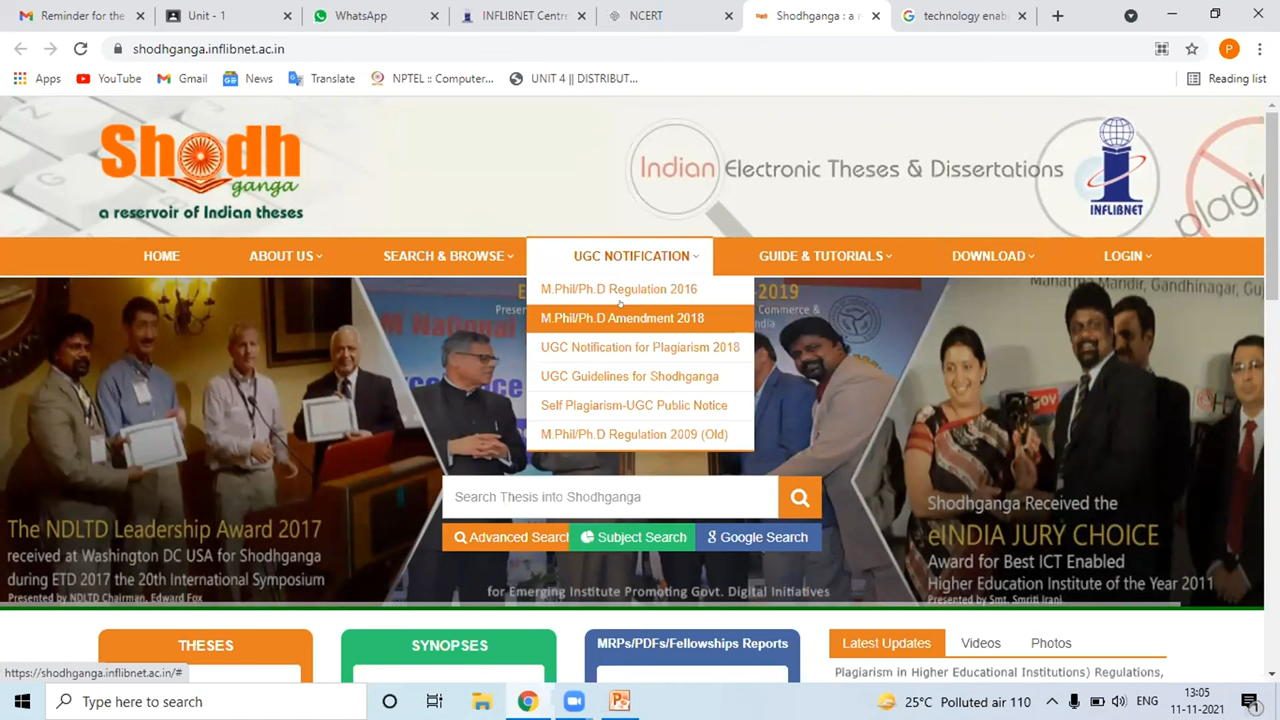 Reminder for the
Unit - 1
WhatsApp
INFLIBNET Centre
NCERT
Shodhganga : a r
technology enab
shodhganga.inflibnet.ac.in
P
Apps
YouTube
Gmail
News
Translate
NPTEL :: Computer...
UNIT 4 || DISTRIBUT...
Reading list
Shodh
ganga
a reservoir of Indian theses
Indian Electronic Theses & Dissertations
INFLIBNET
plagi
HOME
ABOUT US
SEARCH & BROWSE
UGC NOTIFICATION
GUIDE & TUTORIALS
DOWNLOAD
LOGIN
M.Phil/Ph.D Regulation 2016
M.Phil/Ph.D Amendment 2018
UGC Notification for Plagiarism 2018
UGC Guidelines for Shodhganga
Self Plagiarism-UGC Public Notice
M.Phil/Ph.D Regulation 2009 (Old)
2019
Commerce &
India
M National
Mahatma Mandir,
Search Thesis into Shodhganga
Advanced Search
Subject Search
Google Search
The NDLTD Leadership Award 2017
received at Washington DC USA for Shodhganga
during ETD 2017 the 20th International Symposium
Presented by NDLTD Chairman, Edward Fox
for Emerging Institute Promoting Govt. Digital Initiatives
Shodhganga Received the
eINDIA JURY CHOICE
Award for Best ICT Enabled
Higher Education Institute of the Year 2011
Presented by Smt. Smriti Irani
THESES
SYNOPSES
MRPs/PDFs/Fellowships Reports
Latest Updates
Videos
Photos
Plagiarism in Higher Educational Institutions) Regulations,
https://shodhganga.inflibnet.ac.in/#
Type here to search
25°C Polluted air 110
ENG
13:05
11-11-2021